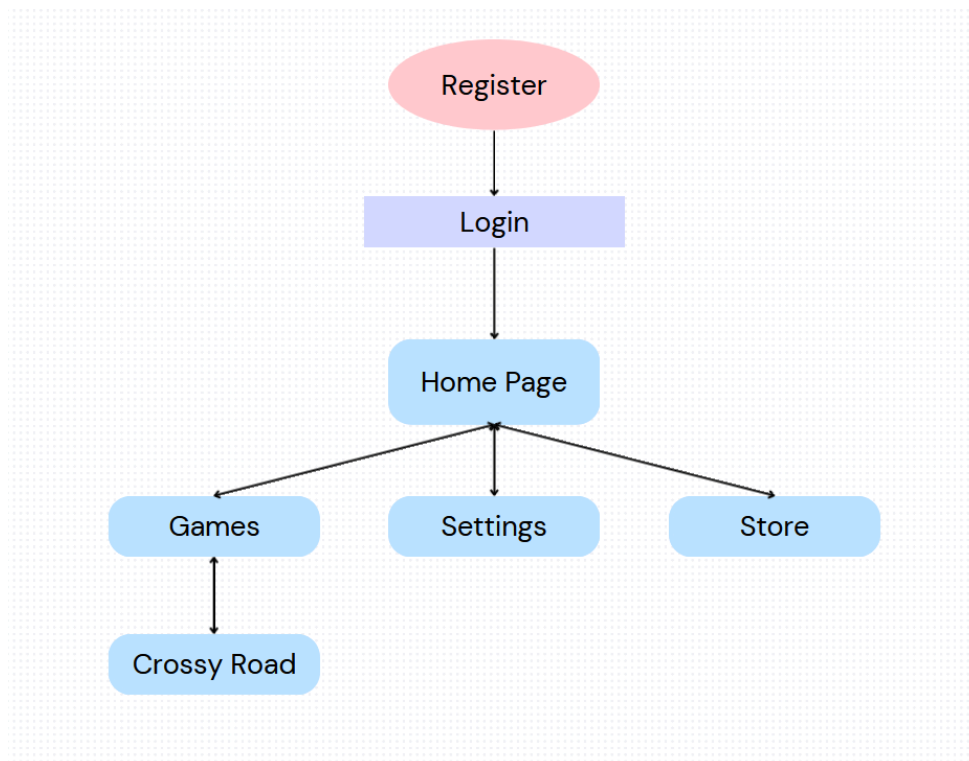 Register
Login
Home Page
Games
Settings
Store
Crossy Road